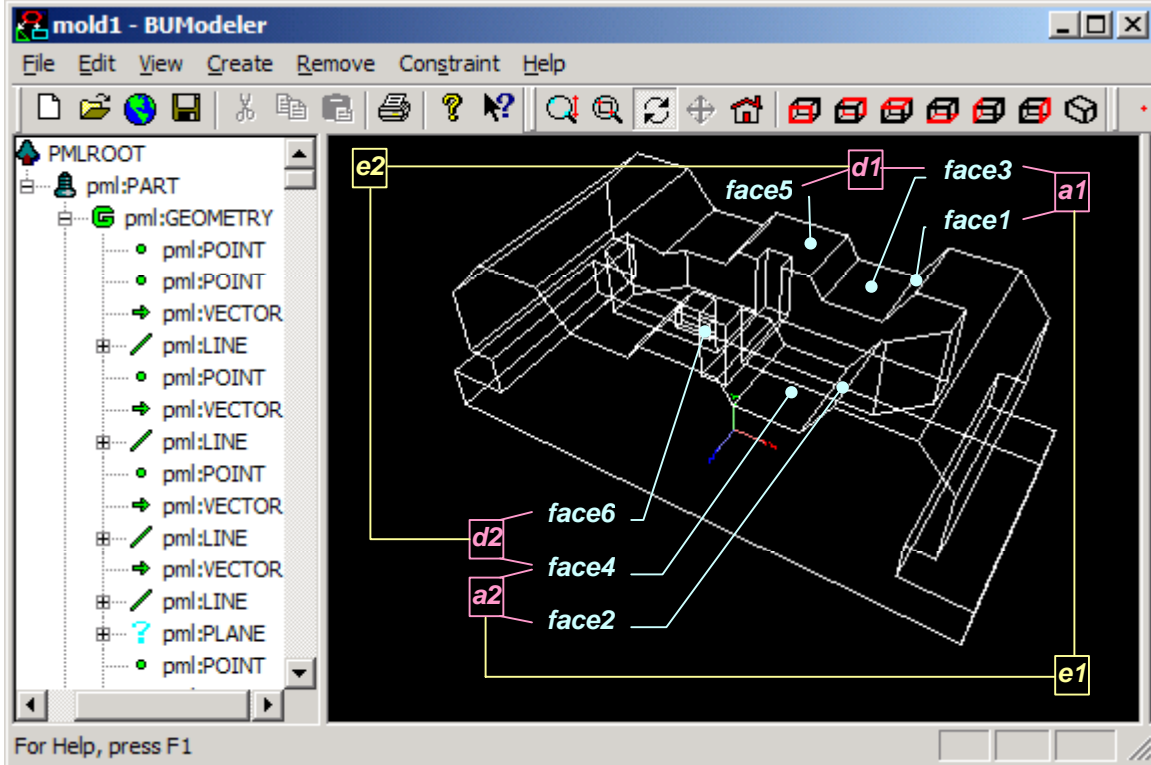 mold1 - BUModeler
File Edit View Create Remove Constraint Help
PMLROOT
pml:PART
pml:GEOMETRY
pml:POINT
pml:POINT
pml:VECTOR
pml:LINE
pml:POINT
pml:VECTOR
pml:LINE
pml:POINT
pml:VECTOR
pml:LINE
pml:VECTOR
pml:LINE
pml:PLANE
pml:POINT
e2
d1
face3
face5
a1
face1
face6
d2
face4
a2
face2
e1
For Help, press F1